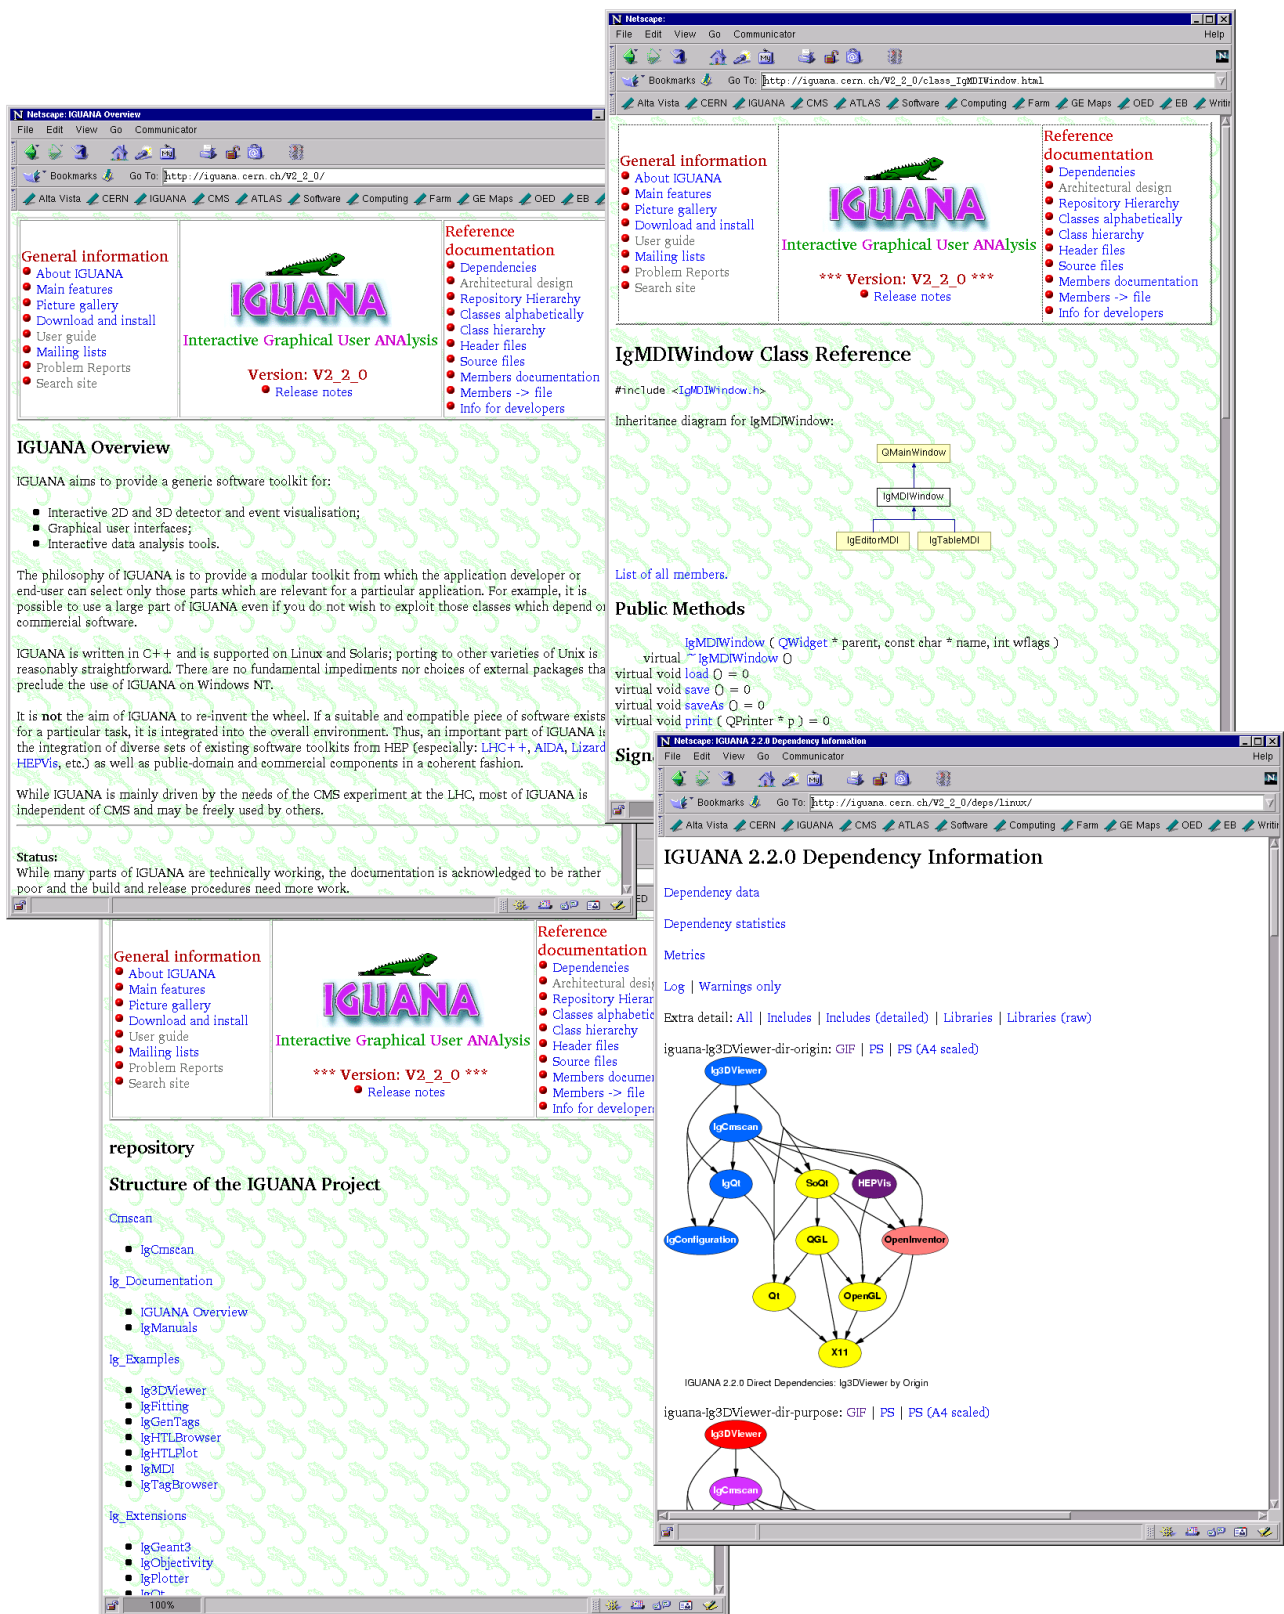 Netscape: IGUANA Overview
File Edit View Go Communicator
Bookmarks Go To: http://iguana.cern.ch/V2_2_0/
Alta Vista CERN IGUANA CMS ATLAS Software Computing Farm GE Maps OED EB
General information
About IGUANA
Main features
Picture gallery
Download and install
User guide
Mailing lists
Problem Reports
Search site
IGUANA
Interactive Graphical User ANAlysis
Version: V2_2_0
Release notes
Reference
documentation
Dependencies
Architectural design
Repository Hierarchy
Classes alphabetically
Class hierarchy
Header files
Source files
Members documentation
Members -> file
Info for developers
IGUANA Overview
IGUANA aims to provide a generic software toolkit for:
Interactive 2D and 3D detector and event visualisation;
Graphical user interfaces;
Interactive data analysis tools.
The philosophy of IGUANA is to provide a modular toolkit from which the application developer or
end-user can select only those parts which are relevant for a particular application. For example, it is
possible to use a large part of IGUANA even if you do not wish to exploit those classes which depend on
commercial software.
IGUANA is written in C++ and is supported on Linux and Solaris; porting to other varieties of Unix is
reasonably straightforward. There are no fundamental impediments nor choices of external packages tha
preclude the use of IGUANA on Windows NT.
It is not the aim of IGUANA to re-invent the wheel. If a suitable and compatible piece of software exists
for a particular task, it is integrated into the overall environment. Thus, an important part of IGUANA is
the integration of diverse sets of existing software toolkits from HEP (especially: LHC++, AIDA, Lizard
HEPVis, etc.) as well as public-domain and commercial components in a coherent fashion.
While IGUANA is mainly driven by the needs of the CMS experiment at the LHC, most of IGUANA is
independent of CMS and may be freely used by others.
Status:
While many parts of IGUANA are technically working, the documentation is acknowledged to be rather
poor and the build and release procedures need more work.
Netscape:
File Edit View Go Communicator Help
Bookmarks Go To: http://iguana.cern.ch/V2_2_0/class_IgMDIWindow.html
Alta Vista CERN IGUANA CMS ATLAS Software Computing Farm GE Maps OED EB Writin
General information
About IGUANA
Main features
Picture gallery
Download and install
User guide
Mailing lists
Problem Reports
Search site
IGUANA
Interactive Graphical User ANAlysis
*** Version: V2_2_0 ***
Release notes
Reference
documentation
Dependencies
Architectural design
Repository Hierarchy
Classes alphabetically
Class hierarchy
Header files
Source files
Members documentation
Members -> file
Info for developers
IgMDIWindow Class Reference
#include <IgMDIWindow.h>
Inheritance diagram for IgMDIWindow:
QMainWindow
IgMDIWindow
IgEditorMDI IgTableMDI
List of all members.
Public Methods
IgMDIWindow ( QWidget * parent, const char * name, int wflags )
virtual ~IgMDIWindow ()
virtual void load () = 0
virtual void save () = 0
virtual void saveAs () = 0
virtual void print ( QPrinter * p ) = 0
Sign
ED
General information
About IGUANA
Main features
Picture gallery
Download and install
User guide
Mailing lists
Problem Reports
Search site
IGUANA
Interactive Graphical User ANAlysis
*** Version: V2_2_0 ***
Release notes
Reference
documentation
Dependencies
Architectural desig
Repository Hierar
Classes alphabetic
Class hierarchy
Header files
Source files
Members documen
Members -> file
Info for developers
repository
Structure of the IGUANA Project
Cmscan
IgCmscan
Ig_Documentation
IGUANA Overview
IgManuals
Ig_Examples
Ig3DViewer
IgFitting
IgGenTags
IgHTLBrowser
IgHTLPlot
IgMDI
IgTagBrowser
Ig_Extensions
IgGeant3
IgObjectivity
IgPlotter
IgQt
100%
Netscape: IGUANA 2.2.0 Dependency Information
File Edit View Go Communicator Help
Bookmarks Go To: http://iguana.cern.ch/V2_2_0/deps/linux/
Alta Vista CERN IGUANA CMS ATLAS Software Computing Farm GE Maps OED EB Writin
IGUANA 2.2.0 Dependency Information
Dependency data
Dependency statistics
Metrics
Log | Warnings only
Extra detail: All | Includes | Includes (detailed) | Libraries | Libraries (raw)
iguana-Ig3DViewer-dir-origin: GIF | PS | PS (A4 scaled)
Ig3DViewer
IgCmscan
IgQt SoQt HEPVis
IgConfiguration QGL OpenInventor
Qt OpenGL
X11
IGUANA 2.2.0 Direct Dependencies: Ig3DViewer by Origin
iguana-Ig3DViewer-dir-purpose: GIF | PS | PS (A4 scaled)
Ig3DViewer
IgCmscan